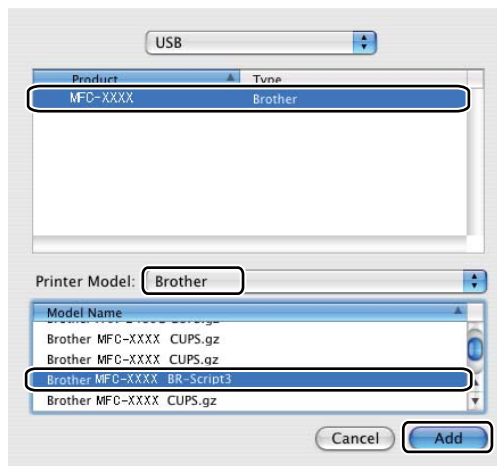 USB
Product Type
MFC-XXXX Brother
Printer Model: Brother
Model Name
Brother MFC-XXXX CUPS.gz
Brother MFC-XXXX CUPS.gz
Brother MFC-XXXX BR-Script3
Brother MFC-XXXX CUPS.gz
Cancel Add